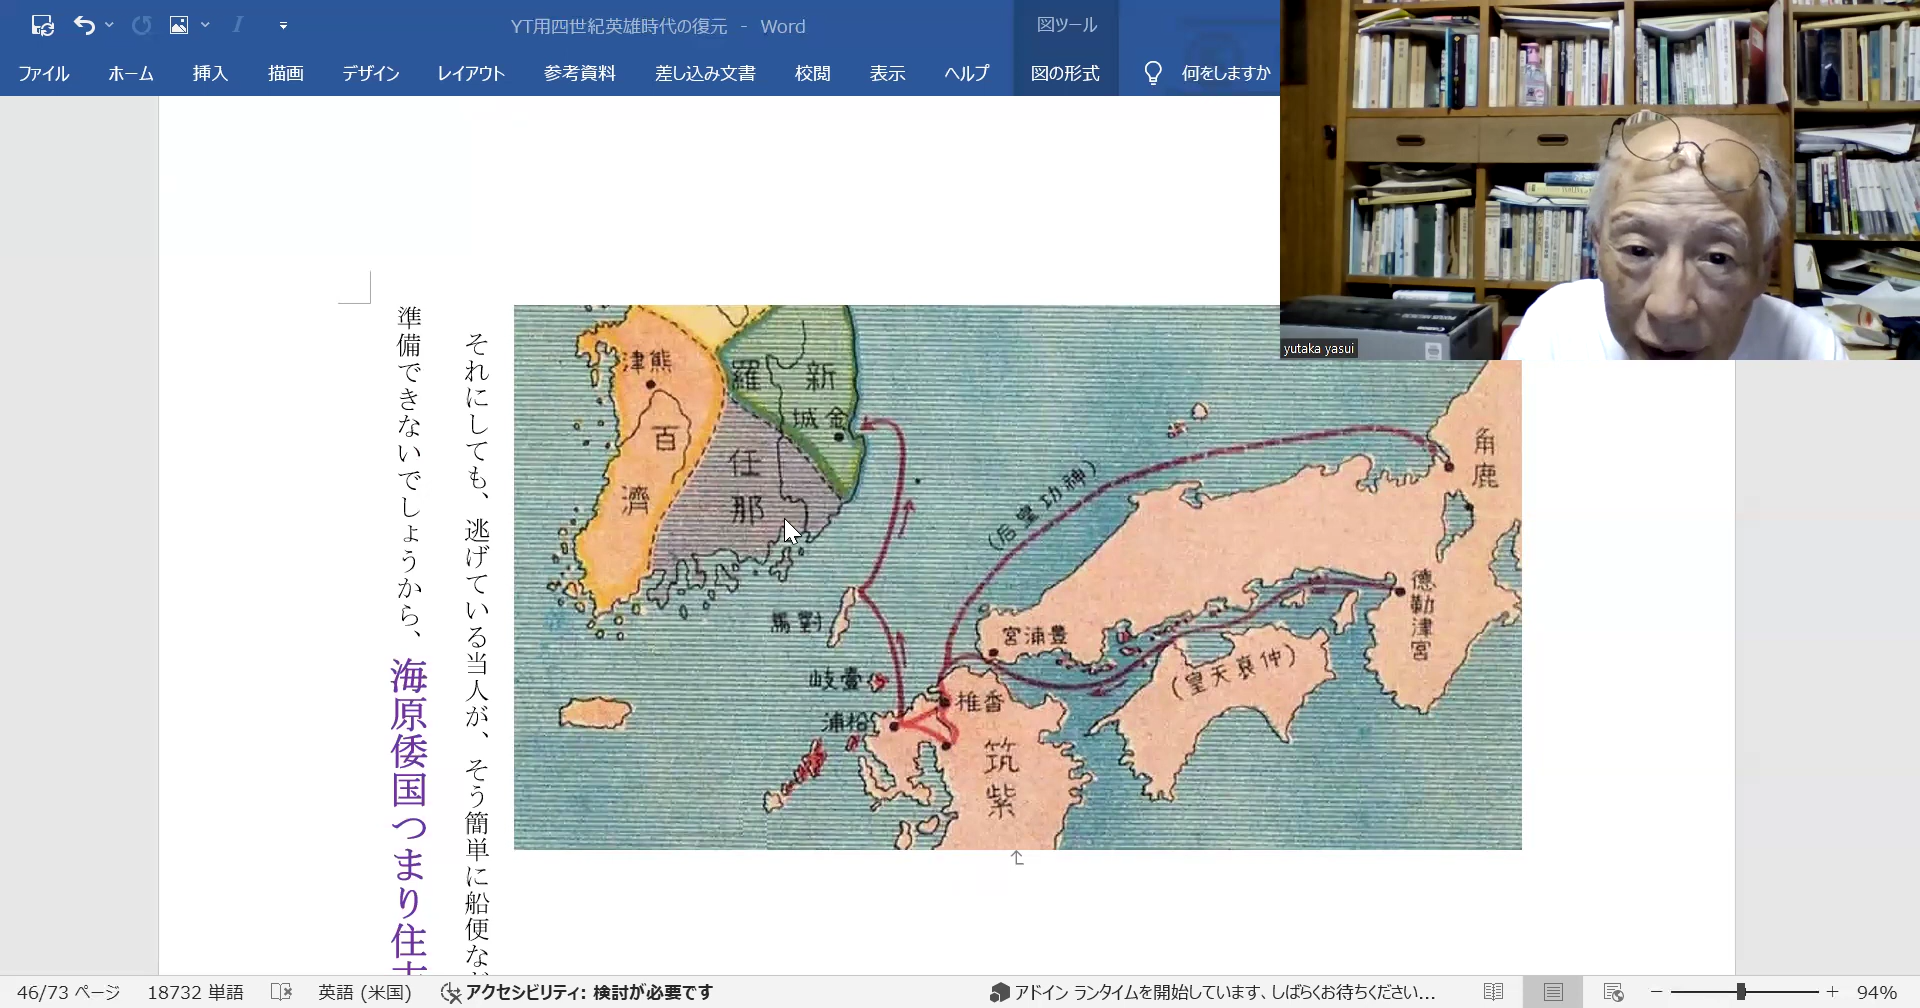 YT用四世紀英雄時代の復元 - Word
図ツール
ファイル
ホーム
挿入
描画
デザイン
レイアウト
参考資料
差し込み文書
校閲
表示
ヘルプ
図の形式
何をしますか
yutaka yasui
それにしても、逃げている当人が、そう簡単に船便な
準備できないでしょうから、海原倭国つまり住吉
津熊
百
濟
羅新
城金
任
那
馬對
岐壹
浦松
宮浦豊
椎香
筑
紫
(后皇功神)
(皇天哀仲)
角
鹿
德
勒
津
宮
46/73 ページ
18732 単語
英語 (米国)
アクセシビリティ: 検討が必要です
アドイン ランタイムを開始しています、しばらくお待ちください...
94%